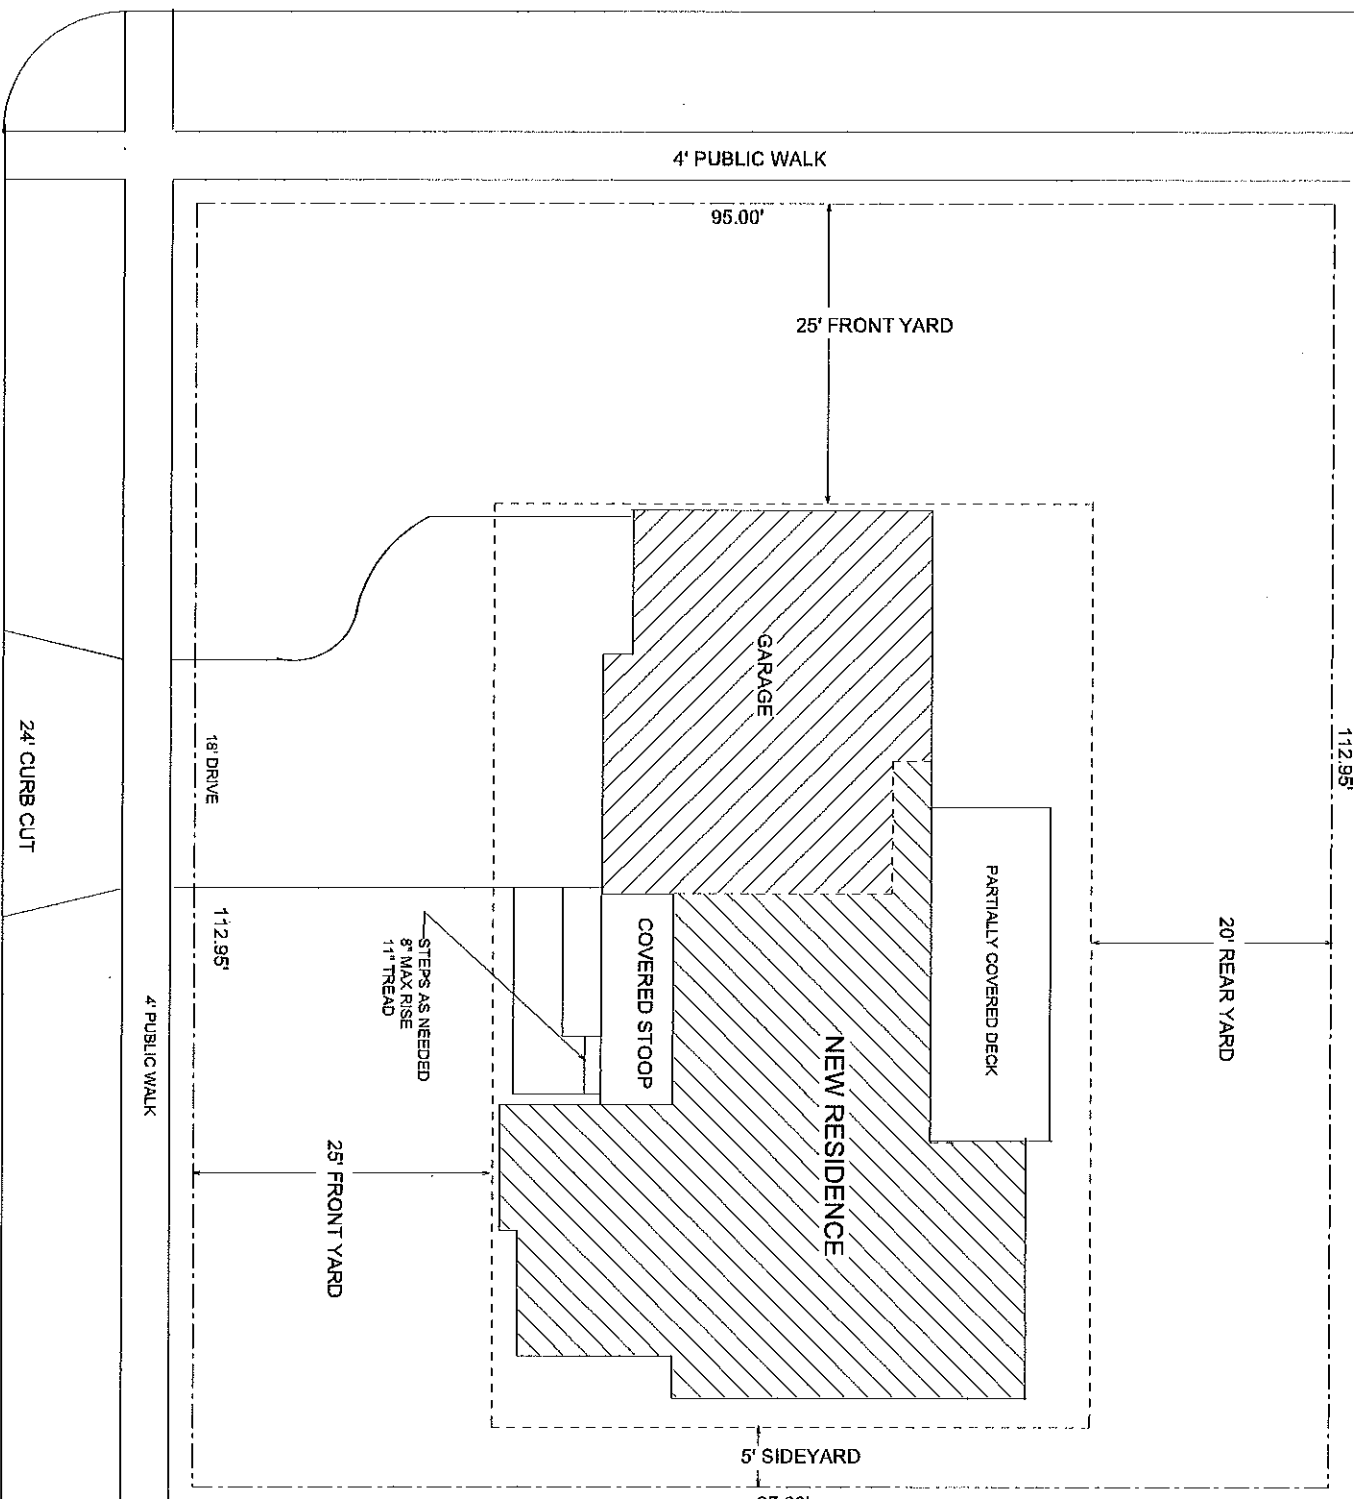 4' PUBLIC WALK
95.00'
25' FRONT YARD
112.95'
GARAGE
18' DRIVE
24' CURB CUT
PARTIALLY COVERED DECK
20' REAR YARD
COVERED STOOP
112.95'
STEPS AS NEEDED
8" MAX RISE
11" TREAD
4' PUBLIC WALK
NEW RESIDENCE
25' FRONT YARD
5' SIDEYARD